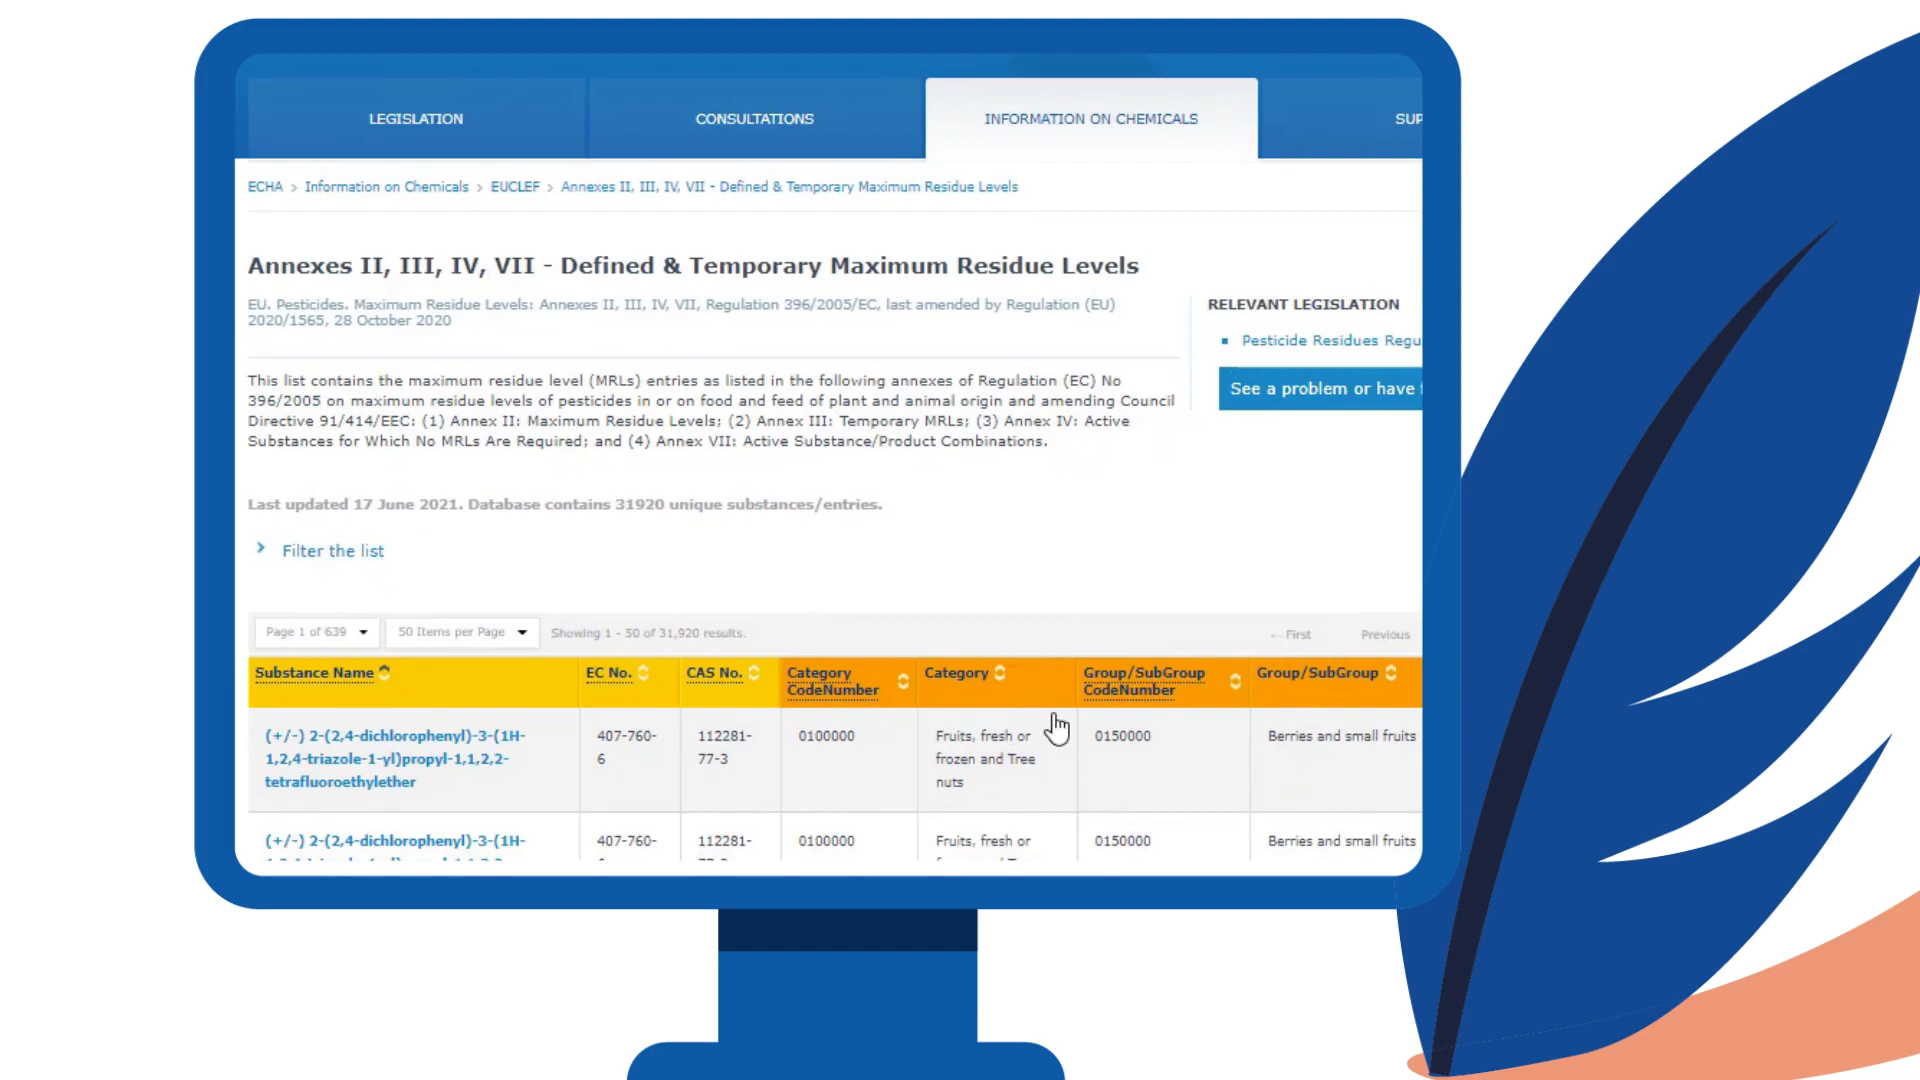 LEGISLATION CONSULTATIONS INFORMATION ON CHEMICALS SUP
ECHA > Information on Chemicals > EUCLEF > Annexes II, III, IV, VII - Defined & Temporary Maximum Residue Levels
Annexes II, III, IV, VII - Defined & Temporary Maximum Residue Levels
EU. Pesticides. Maximum Residue Levels: Annexes II, III, IV, VII, Regulation 396/2005/EC, last amended by Regulation (EU)
2020/1565, 28 October 2020
RELEVANT LEGISLATION
Pesticide Residues Regu
See a problem or have f
This list contains the maximum residue level (MRLs) entries as listed in the following annexes of Regulation (EC) No
396/2005 on maximum residue levels of pesticides in or on food and feed of plant and animal origin and amending Council
Directive 91/414/EEC: (1) Annex II: Maximum Residue Levels; (2) Annex III: Temporary MRLs; (3) Annex IV: Active
Substances for Which No MRLs Are Required; and (4) Annex VII: Active Substance/Product Combinations.
Last updated 17 June 2021. Database contains 31920 unique substances/entries.
Filter the list
Page 1 of 639 50 Items per Page Showing 1 - 50 of 31,920 results. ← First Previous
Substance Name EC No. CAS No. Category Category Group/SubGroup Group/SubGroup
CodeNumber CodeNumber
(+/-) 2-(2,4-dichlorophenyl)-3-(1H- 407-760- 112281- 0100000 Fruits, fresh or 0150000 Berries and small fruits
1,2,4-triazole-1-yl)propyl-1,1,2,2- 6 77-3 frozen and Tree
tetrafluoroethylether nuts
(+/-) 2-(2,4-dichlorophenyl)-3-(1H- 407-760- 112281- 0100000 Fruits, fresh or 0150000 Berries and small fruits